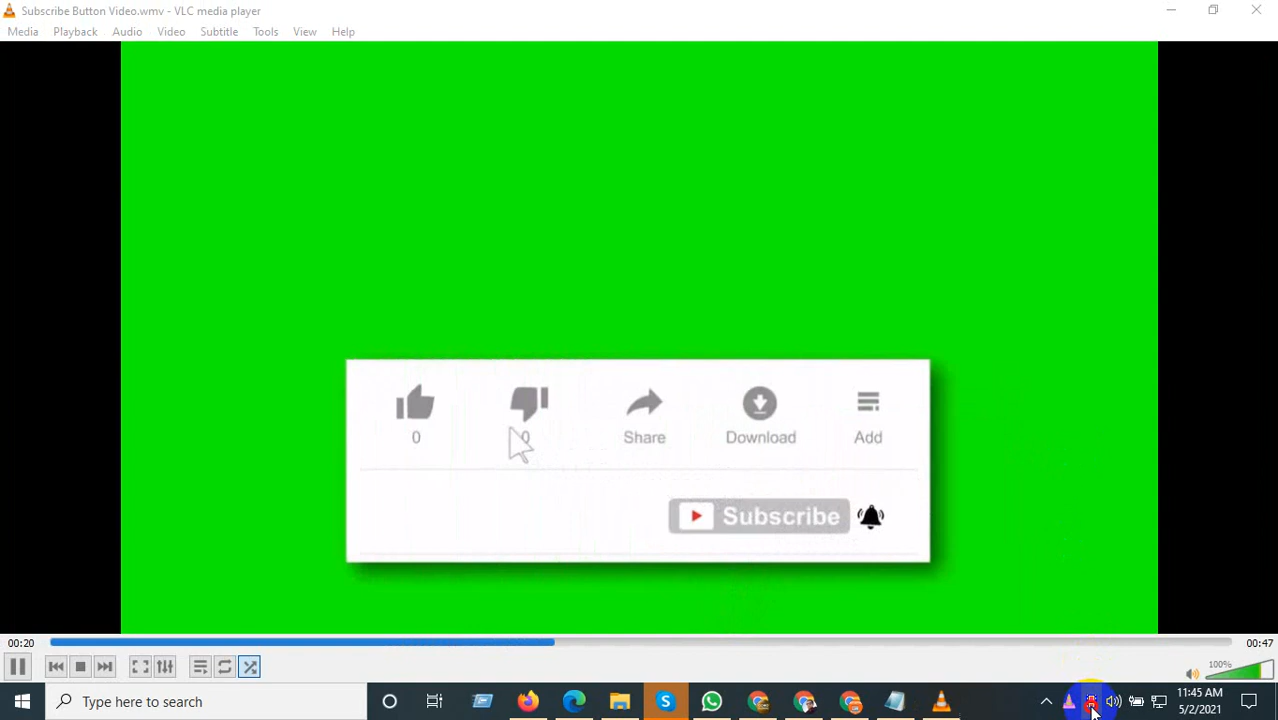 Subscribe Button Video.wmv - VLC media player
Media Playback Audio Video Subtitle Tools View Help
0 0 Share Download Add
Subscribe
00:20 00:47
100%
Type here to search
11:45 AM
5/2/2021